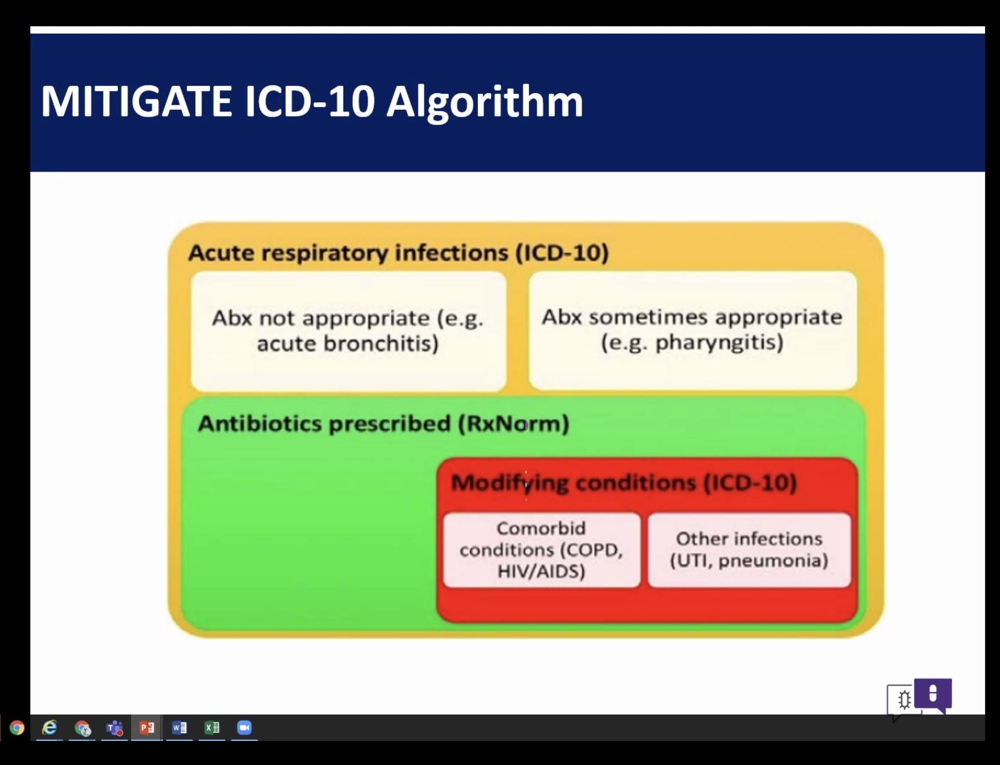 MITIGATE ICD-10 Algorithm
Acute respiratory infections (ICD-10)
Abx not appropriate (e.g.
acute bronchitis)
Abx sometimes appropriate
(e.g. pharyngitis)
Antibiotics prescribed (RxNorm)
Modifying conditions (ICD-10)
Comorbid
conditions (COPD,
HIV/AIDS)
Other infections
(UTI, pneumonia)